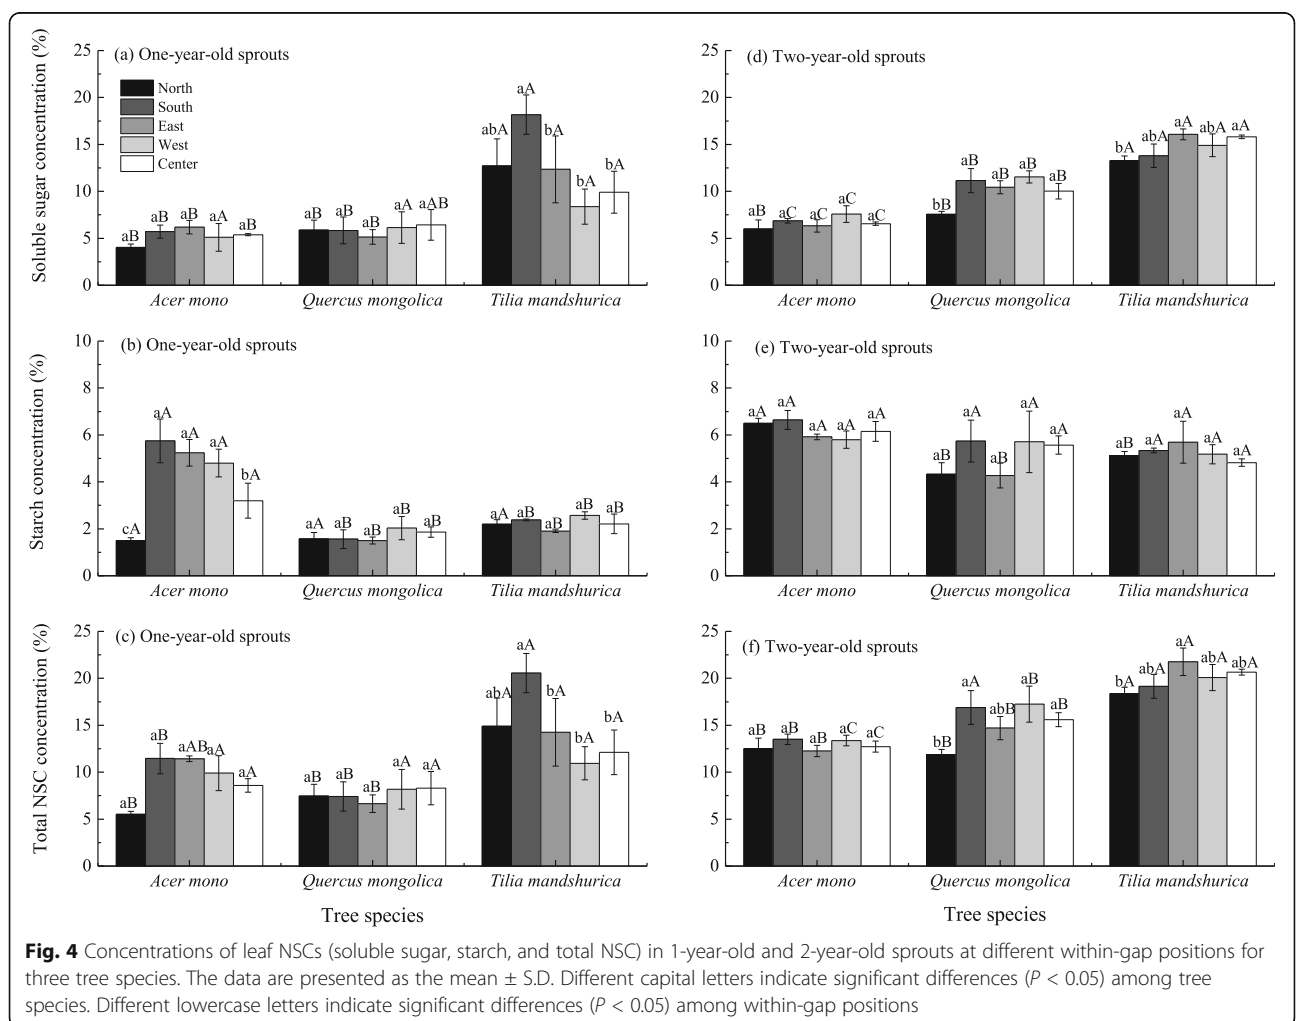 (a) One-year-old sprouts
Soluble sugar concentration (%)
25
20
15
10
5
0
North
South
East
West
Center
aB aB aB aA aB
aB aB aB aA aAB
abA aA bA bA bA
Acer mono Quercus mongolica Tilia mandshurica
(d) Two-year-old sprouts
25
20
15
10
5
0
aB aC aC aC aC
bB aB aB aB aB
bA abA aA abA aA
Acer mono Quercus mongolica Tilia mandshurica
(b) One-year-old sprouts
Starch concentration (%)
10
8
6
4
2
0
cA aA aA aA bA
aA aB aB aB aB
aA aB aB aB aB
Acer mono Quercus mongolica Tilia mandshurica
(e) Two-year-old sprouts
10
8
6
4
2
0
aA aA aA aA aA
aB aA aB aA aA
aB aA aA aA aA
Acer mono Quercus mongolica Tilia mandshurica
(c) One-year-old sprouts
Total NSC concentration (%)
25
20
15
10
5
0
aB aB aAB aA aA
aB aB aB aA aA
abA aA bA bA bA
Acer mono Quercus mongolica Tilia mandshurica
Tree species
(f) Two-year-old sprouts
25
20
15
10
5
0
aB aB aB aC aC
bB aA abB aB aB
bA abA aA abA abA
Acer mono Quercus mongolica Tilia mandshurica
Tree species
Fig. 4 Concentrations of leaf NSCs (soluble sugar, starch, and total NSC) in 1-year-old and 2-year-old sprouts at different within-gap positions for
three tree species. The data are presented as the mean ± S.D. Different capital letters indicate significant differences (P < 0.05) among tree
species. Different lowercase letters indicate significant differences (P < 0.05) among within-gap positions